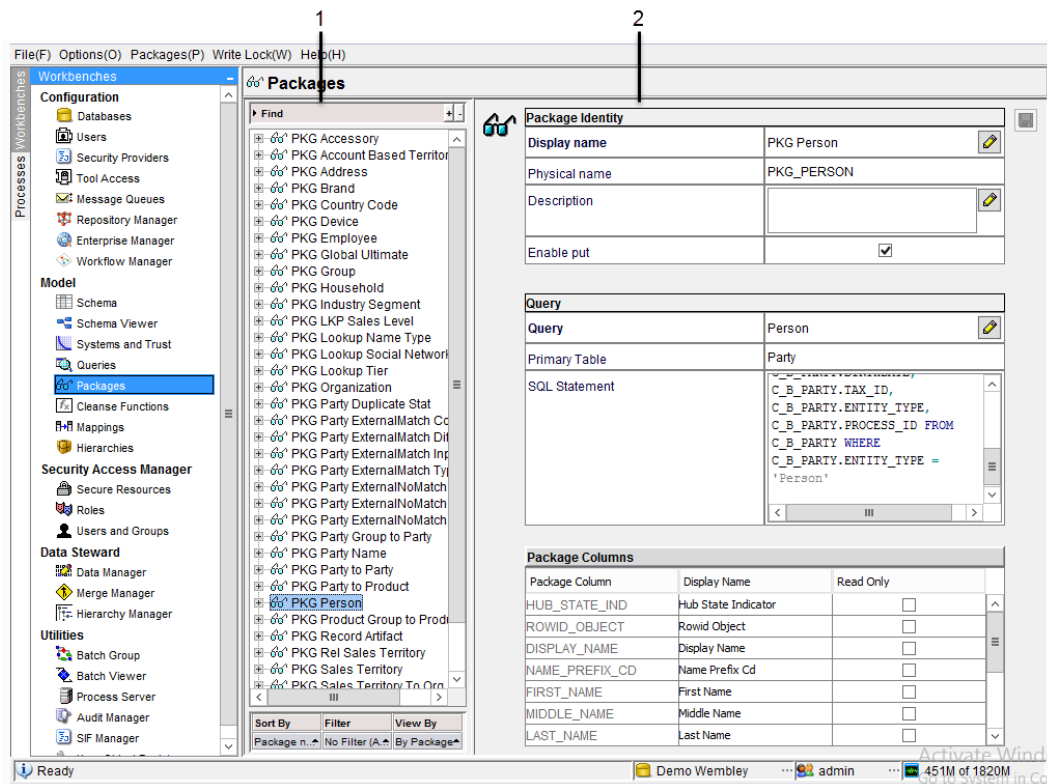 1
2
File(F) Options(O) Packages(P) Write Lock(W) Help(H)
Workbenches
Processes
Workbenches
Configuration
Databases
Users
Security Providers
Tool Access
Message Queues
Repository Manager
Enterprise Manager
Workflow Manager
Model
Schema
Schema Viewer
Systems and Trust
Queries
Packages
Cleanse Functions
Mappings
Hierarchies
Security Access Manager
Secure Resources
Roles
Users and Groups
Data Steward
Data Manager
Merge Manager
Hierarchy Manager
Utilities
Batch Group
Batch Viewer
Process Server
Audit Manager
SIF Manager
Packages
Find
+ -
PKG Accessory
PKG Account Based Territor
PKG Address
PKG Brand
PKG Country Code
PKG Device
PKG Employee
PKG Global Ultimate
PKG Group
PKG Household
PKG Industry Segment
PKG LKP Sales Level
PKG Lookup Name Type
PKG Lookup Social Network
PKG Lookup Tier
PKG Organization
PKG Party Duplicate Stat
PKG Party ExternalMatch Co
PKG Party ExternalMatch Dif
PKG Party ExternalMatch Inp
PKG Party ExternalMatch Typ
PKG Party ExternalNoMatch
PKG Party ExternalNoMatch
PKG Party ExternalNoMatch
PKG Party Group to Party
PKG Party Name
PKG Party to Party
PKG Party to Product
PKG Person
PKG Product Group to Produ
PKG Record Artifact
PKG Rel Sales Territory
PKG Sales Territory
PKG Sales Territory To Org
Sort By Filter View By
Package n... No Filter (A... By Package
Package Identity
Display name PKG Person
Physical name PKG_PERSON
Description
Enable put
Query
Query Person
Primary Table Party
SQL Statement
C_B_PARTY.BIRTHDATE,
C_B_PARTY.TAX_ID,
C_B_PARTY.ENTITY_TYPE,
C_B_PARTY.PROCESS_ID FROM
C_B_PARTY WHERE
C_B_PARTY.ENTITY_TYPE =
'Person'
Package Columns
Package Column Display Name Read Only
HUB_STATE_IND Hub State Indicator
ROWID_OBJECT Rowid Object
DISPLAY_NAME Display Name
NAME_PREFIX_CD Name Prefix Cd
FIRST_NAME First Name
MIDDLE_NAME Middle Name
LAST_NAME Last Name
Activate Wind
Go to System in Co
Ready
Demo Wembley ... admin ... 451M of 1820M